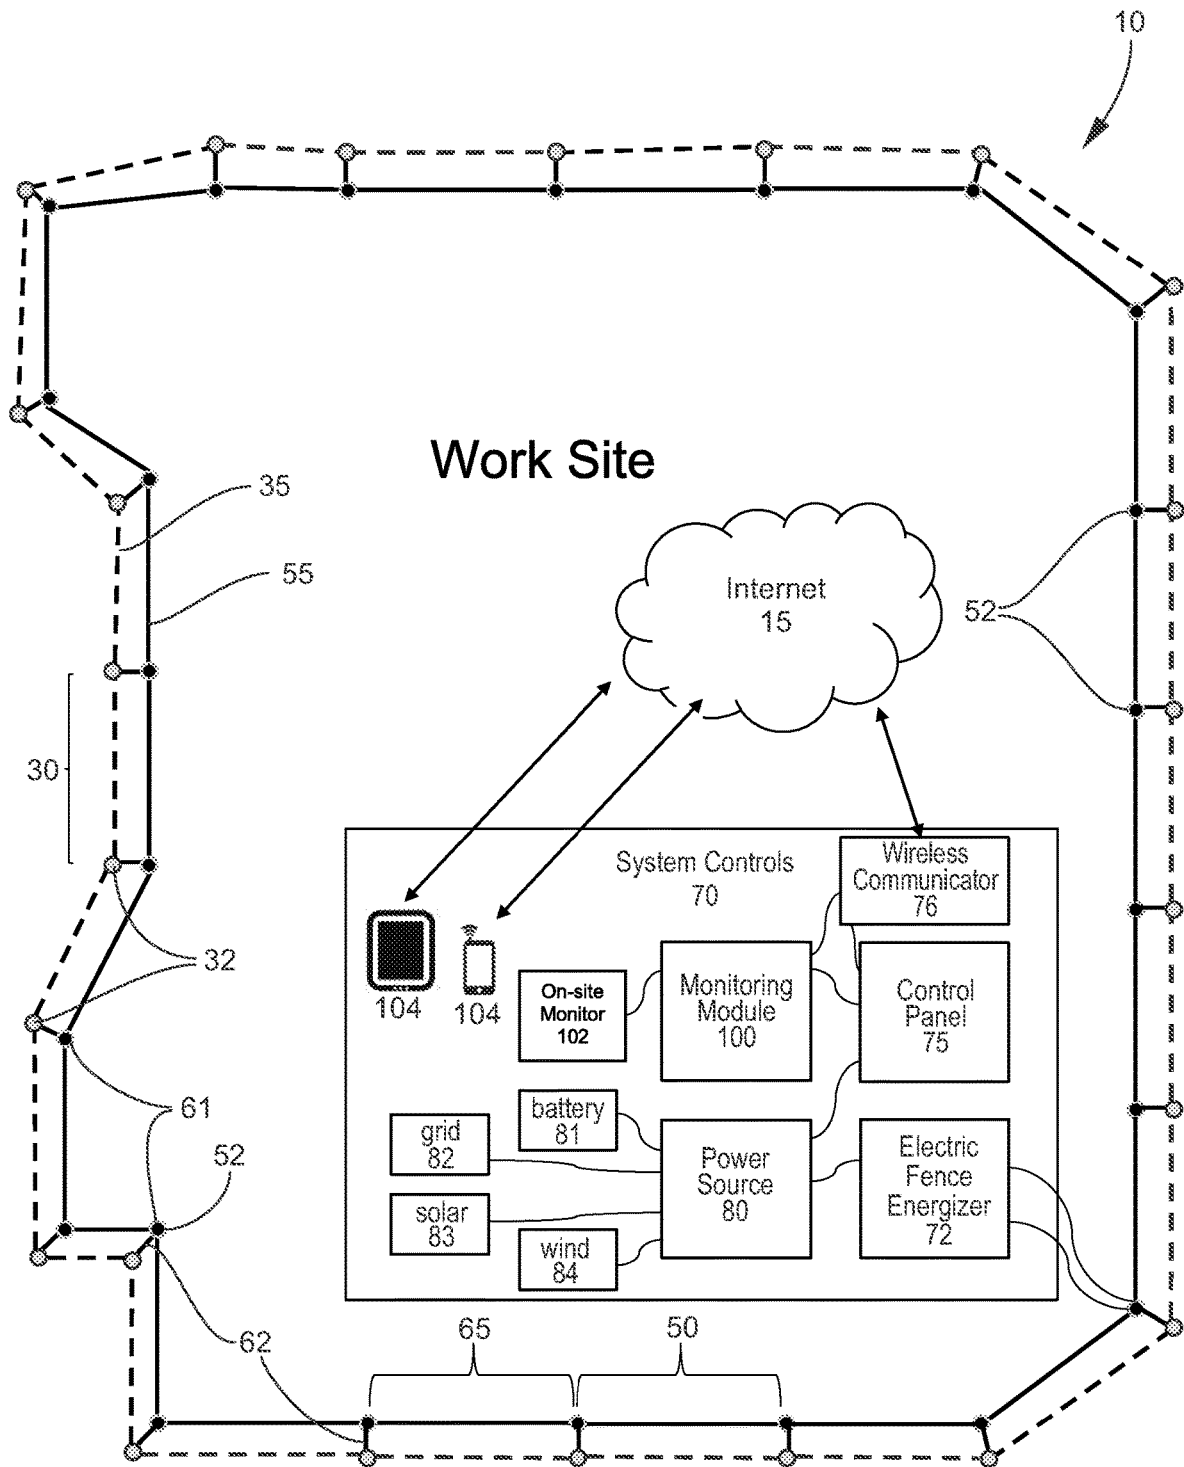 10
Work Site
35
55
Internet
15
52
30
System Controls
70
Wireless
Communicator
76
104
104
On-site
Monitor
102
Monitoring
Module
100
Control
Panel
75
32
61
52
battery
81
grid
82
Power
Source
80
Electric
Fence
Energizer
72
solar
83
wind
84
62
65
50